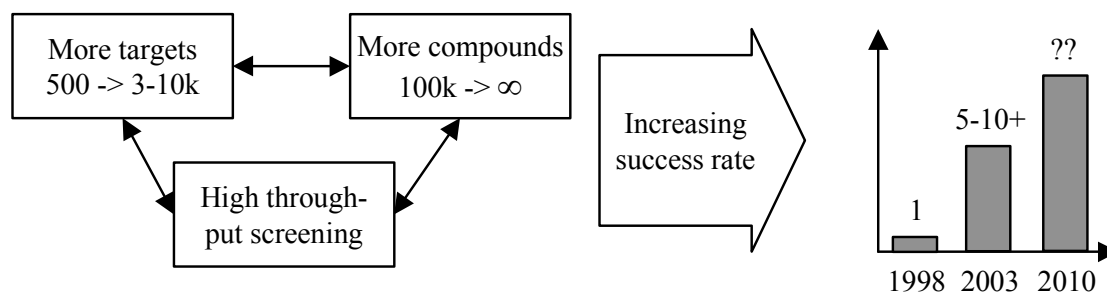 More targets
500 -> 3-10k
More compounds
100k -> ∞
High through-
put screening
Increasing
success rate
??
5-10+
1
1998 2003 2010